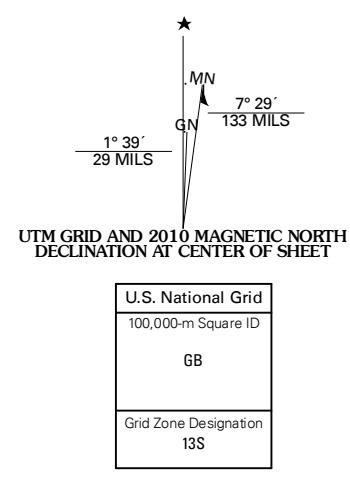 MN
GN
7° 29´
133 MILS
1° 39´
29 MILS
UTM GRID AND 2010 MAGNETIC NORTH
DECLINATION AT CENTER OF SHEET
U.S. National Grid
100,000-m Square ID
GB
Grid Zone Designation
13S